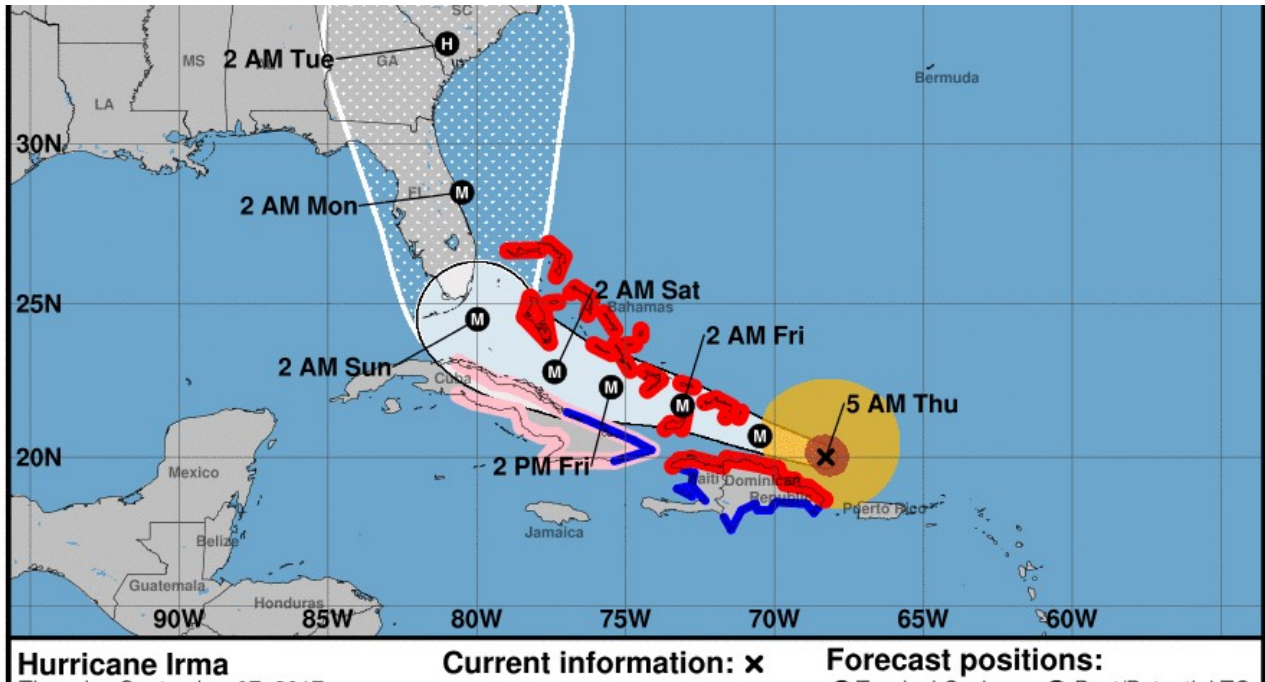 SC
H
2 AM Tue
MS
GA
Bermuda
LA
30N
FL
M
2 AM Mon
25N
2 AM Sat
Bahamas
M
2 AM Fri
2 AM Sun
M
Cuba
M
M
5 AM Thu
M
20N
2 PM Fri
Haiti Dominican
Republic
Mexico
Puerto Rico
Jamaica
Belize
Guatemala
Honduras
90W 85W 80W 75W 70W 65W 60W
Hurricane Irma Current information: x Forecast positions: